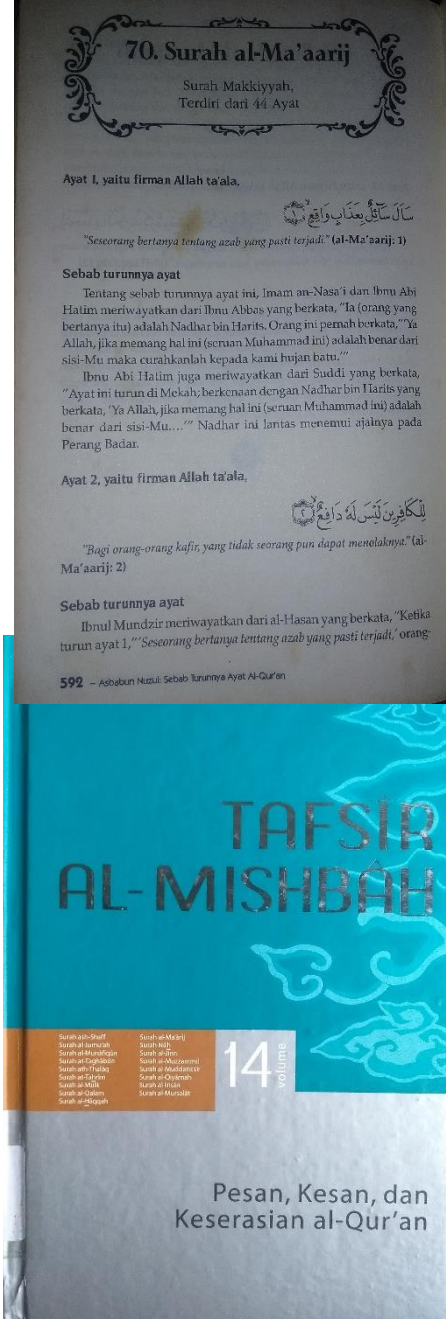 70. Surah al-Ma'aarij
Surah Makkiyyah,
Terdiri dari 44 Ayat
Ayat 1, yaitu firman Allah ta'ala,
سَأَلَ سَآئِلٌۢ بِعَذَابٍ وَاقِعٍ ۙ ﴿١﴾
"Seseorang bertanya tentang azab yang pasti terjadi." (al-Ma'aarij: 1)
Sebab turunnya ayat
Tentang sebab turunnya ayat ini, Imam an-Nasa'i dan Ibnu Abi
Hatim meriwayatkan dari Ibnu Abbas yang berkata, "Ia (orang yang
bertanya itu) adalah Nadhar bin Harits. Orang ini pernah berkata,"'Ya
Allah, jika memang hal ini (seruan Muhammad ini) adalah benar dari
sisi-Mu maka curahkanlah kepada kami hujan batu.'"
Ibnu Abi Hatim juga meriwayatkan dari Suddi yang berkata,
"Ayat ini turun di Mekah; berkenaan dengan Nadhar bin Harits yang
berkata, 'Ya Allah, jika memang hal ini (seruan Muhammad ini) adalah
benar dari sisi-Mu....'" Nadhar ini lantas menemui ajalnya pada
Perang Badar.
Ayat 2, yaitu firman Allah ta'ala,
لِّلْكَافِرِينَ لَيْسَ لَهُ دَافِعٌ ۙ ﴿٢﴾
"Bagi orang-orang kafir, yang tidak seorang pun dapat menolaknya." (al-
Ma'aarij: 2)
Sebab turunnya ayat
Ibnul Mundzir meriwayatkan dari al-Hasan yang berkata, "Ketika
turun ayat 1,"'Seseorang bertanya tentang azab yang pasti terjadi,' orang-
592 – Asbabun Nuzul: Sebab Turunnya Ayat Al-Qur'an
TAFSÎR
AL-MISHBÂH
Surah ash-Shaff
Surah al-Jumu'ah
Surah al-Munâfiqûn
Surah at-Taghâbûn
Surah ath-Thalâq
Surah at-Tahrîm
Surah al-Mulk
Surah al-Qalam
Surah al-Hâqqah
Surah al-Ma'ârij
Surah Nûh
Surah al-Jinn
Surah al-Muzzammil
Surah al-Muddatstsir
Surah al-Qiyâmah
Surah al-Insân
Surah al-Mursalât
14
volume
Pesan, Kesan, dan
Keserasian al-Qur'an